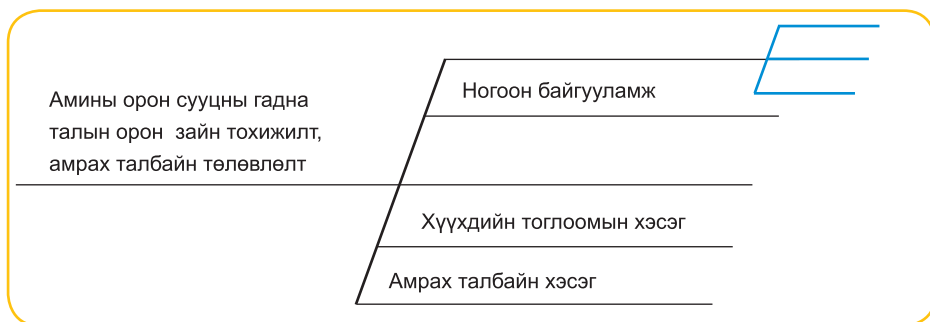 Амины орон сууцны гадна
талын орон зайн тохижилт,
амрах талбайн төлөвлөлт
Ногоон байгууламж
Хүүхдийн тоглоомын хэсэг
Амрах талбайн хэсэг